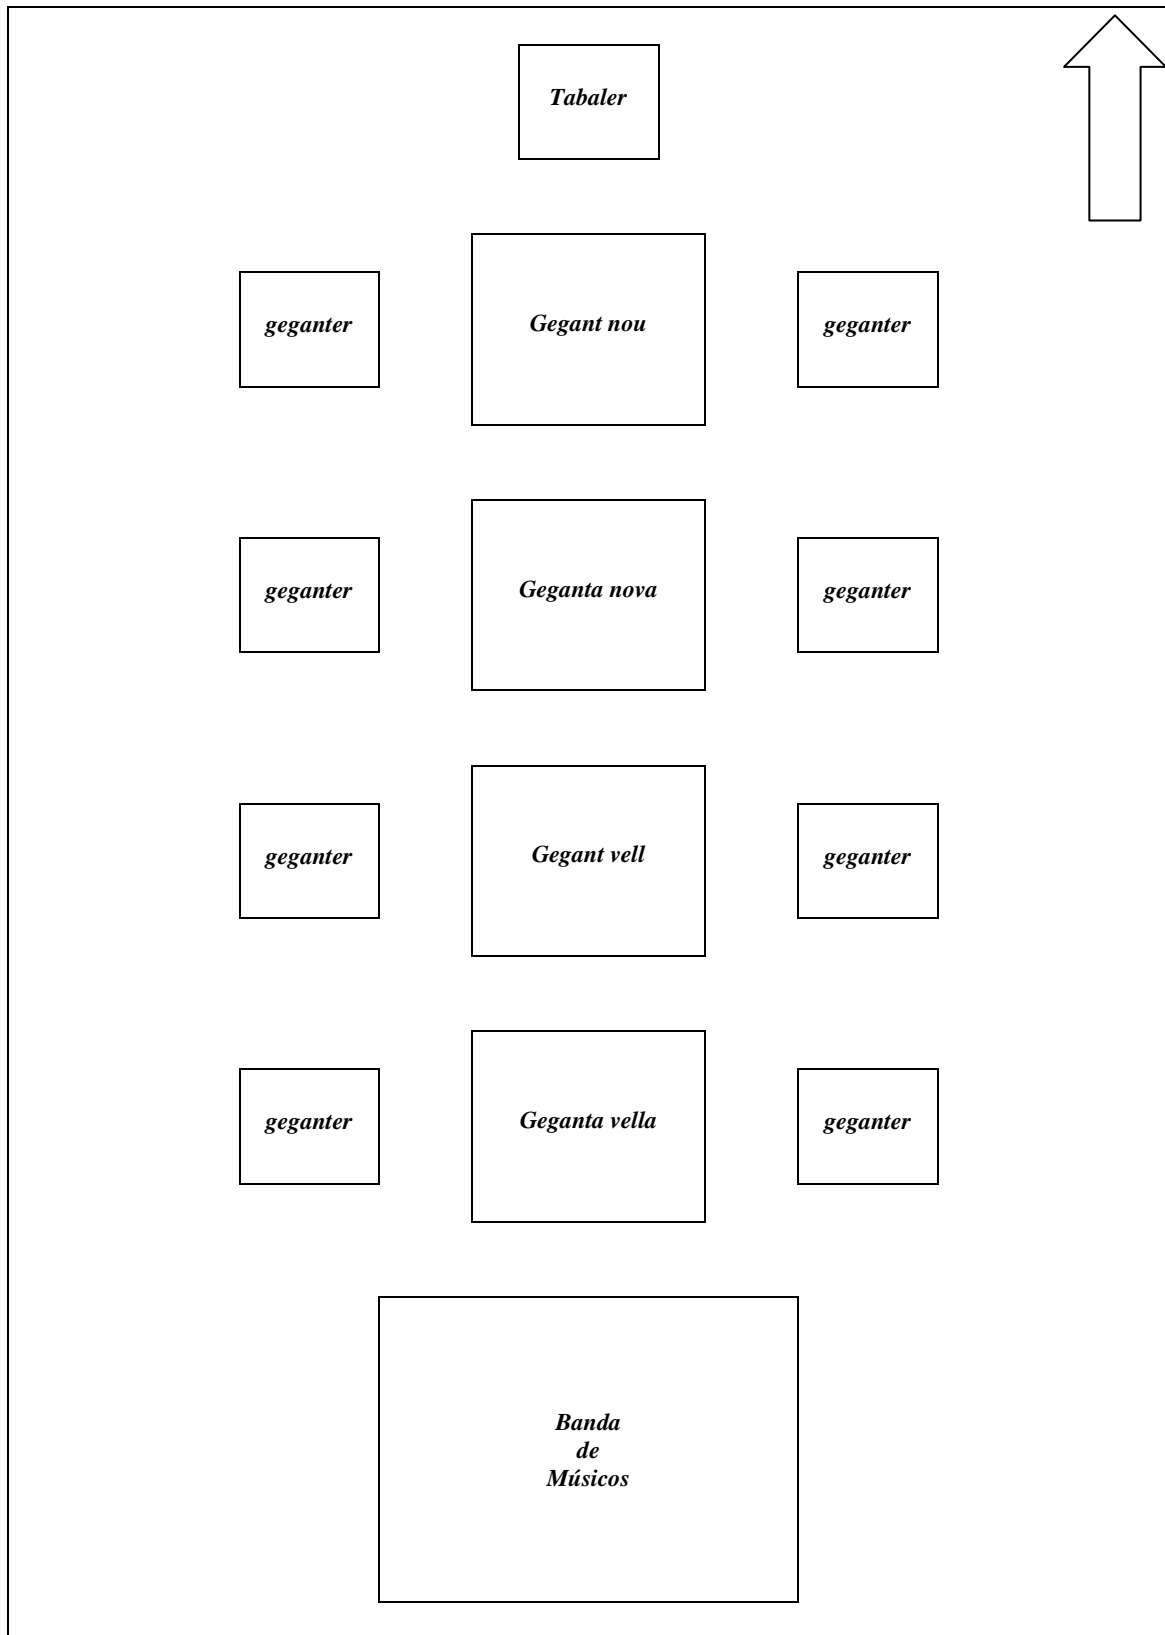 Tabaler
geganter
Gegant nou
geganter
geganter
Geganta nova
geganter
geganter
Gegant vell
geganter
geganter
Geganta vella
geganter
Banda
de
Músicos